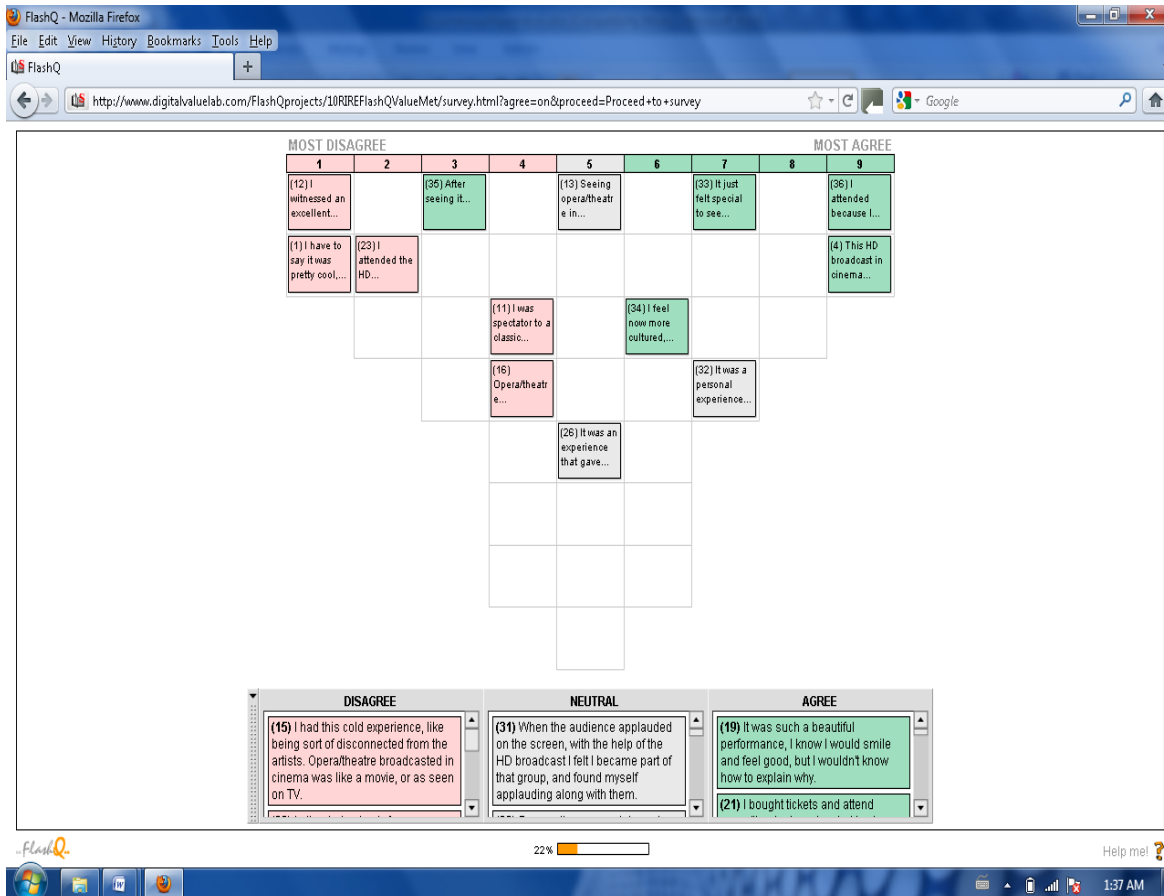 FlashQ - Mozilla Firefox
File Edit View History Bookmarks Tools Help
FlashQ
http://www.digitalvaluelab.com/FlashQprojects/10RIREFlashQValueMet/survey.html?agree=on&proceed=Proceed+to+survey
Google
MOST DISAGREE MOST AGREE
1 2 3 4 5 6 7 8 9
(12) I
witnessed an
excellent...
(35) After
seeing it...
(13) Seeing
opera/theatr
e in...
(33) It just
felt special
to see...
(36) I
attended
because I...
(1) I have to
say it was
pretty cool,...
(23) I
attended the
HD...
(4) This HD
broadcast in
cinema...
(11) I was
spectator to a
classic...
(34) I feel
now more
cultured,...
(16)
Opera/theatr
e...
(32) It was a
personal
experience...
(26) It was an
experience
that gave...
DISAGREE
(15) I had this cold experience, like
being sort of disconnected from the
artists. Opera/theatre broadcasted in
cinema was like a movie, or as seen
on TV.
NEUTRAL
(31) When the audience applauded
on the screen, with the help of the
HD broadcast I felt I became part of
that group, and found myself
applauding along with them.
AGREE
(19) It was such a beautiful
performance, I know I would smile
and feel good, but I wouldn't know
how to explain why.
(21) I bought tickets and attend
..FlashQ..
22%
Help me! ?
1:37 AM